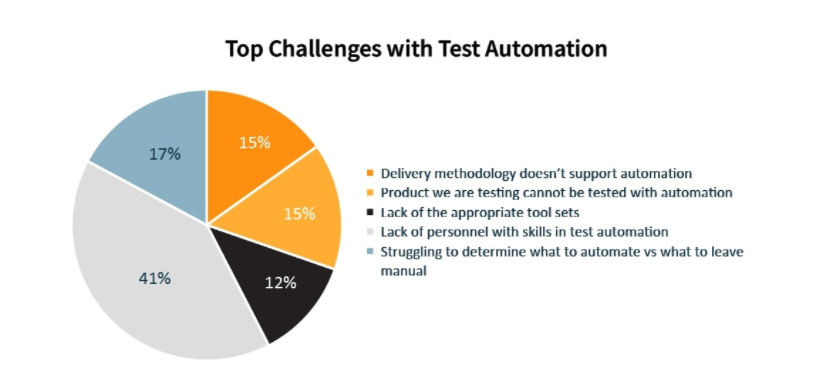 Top Challenges with Test Automation
15%
17%
15%
12%
41%
Delivery methodology doesn’t support automation
Product we are testing cannot be tested with automation
Lack of the appropriate tool sets
Lack of personnel with skills in test automation
Struggling to determine what to automate vs what to leave
manual